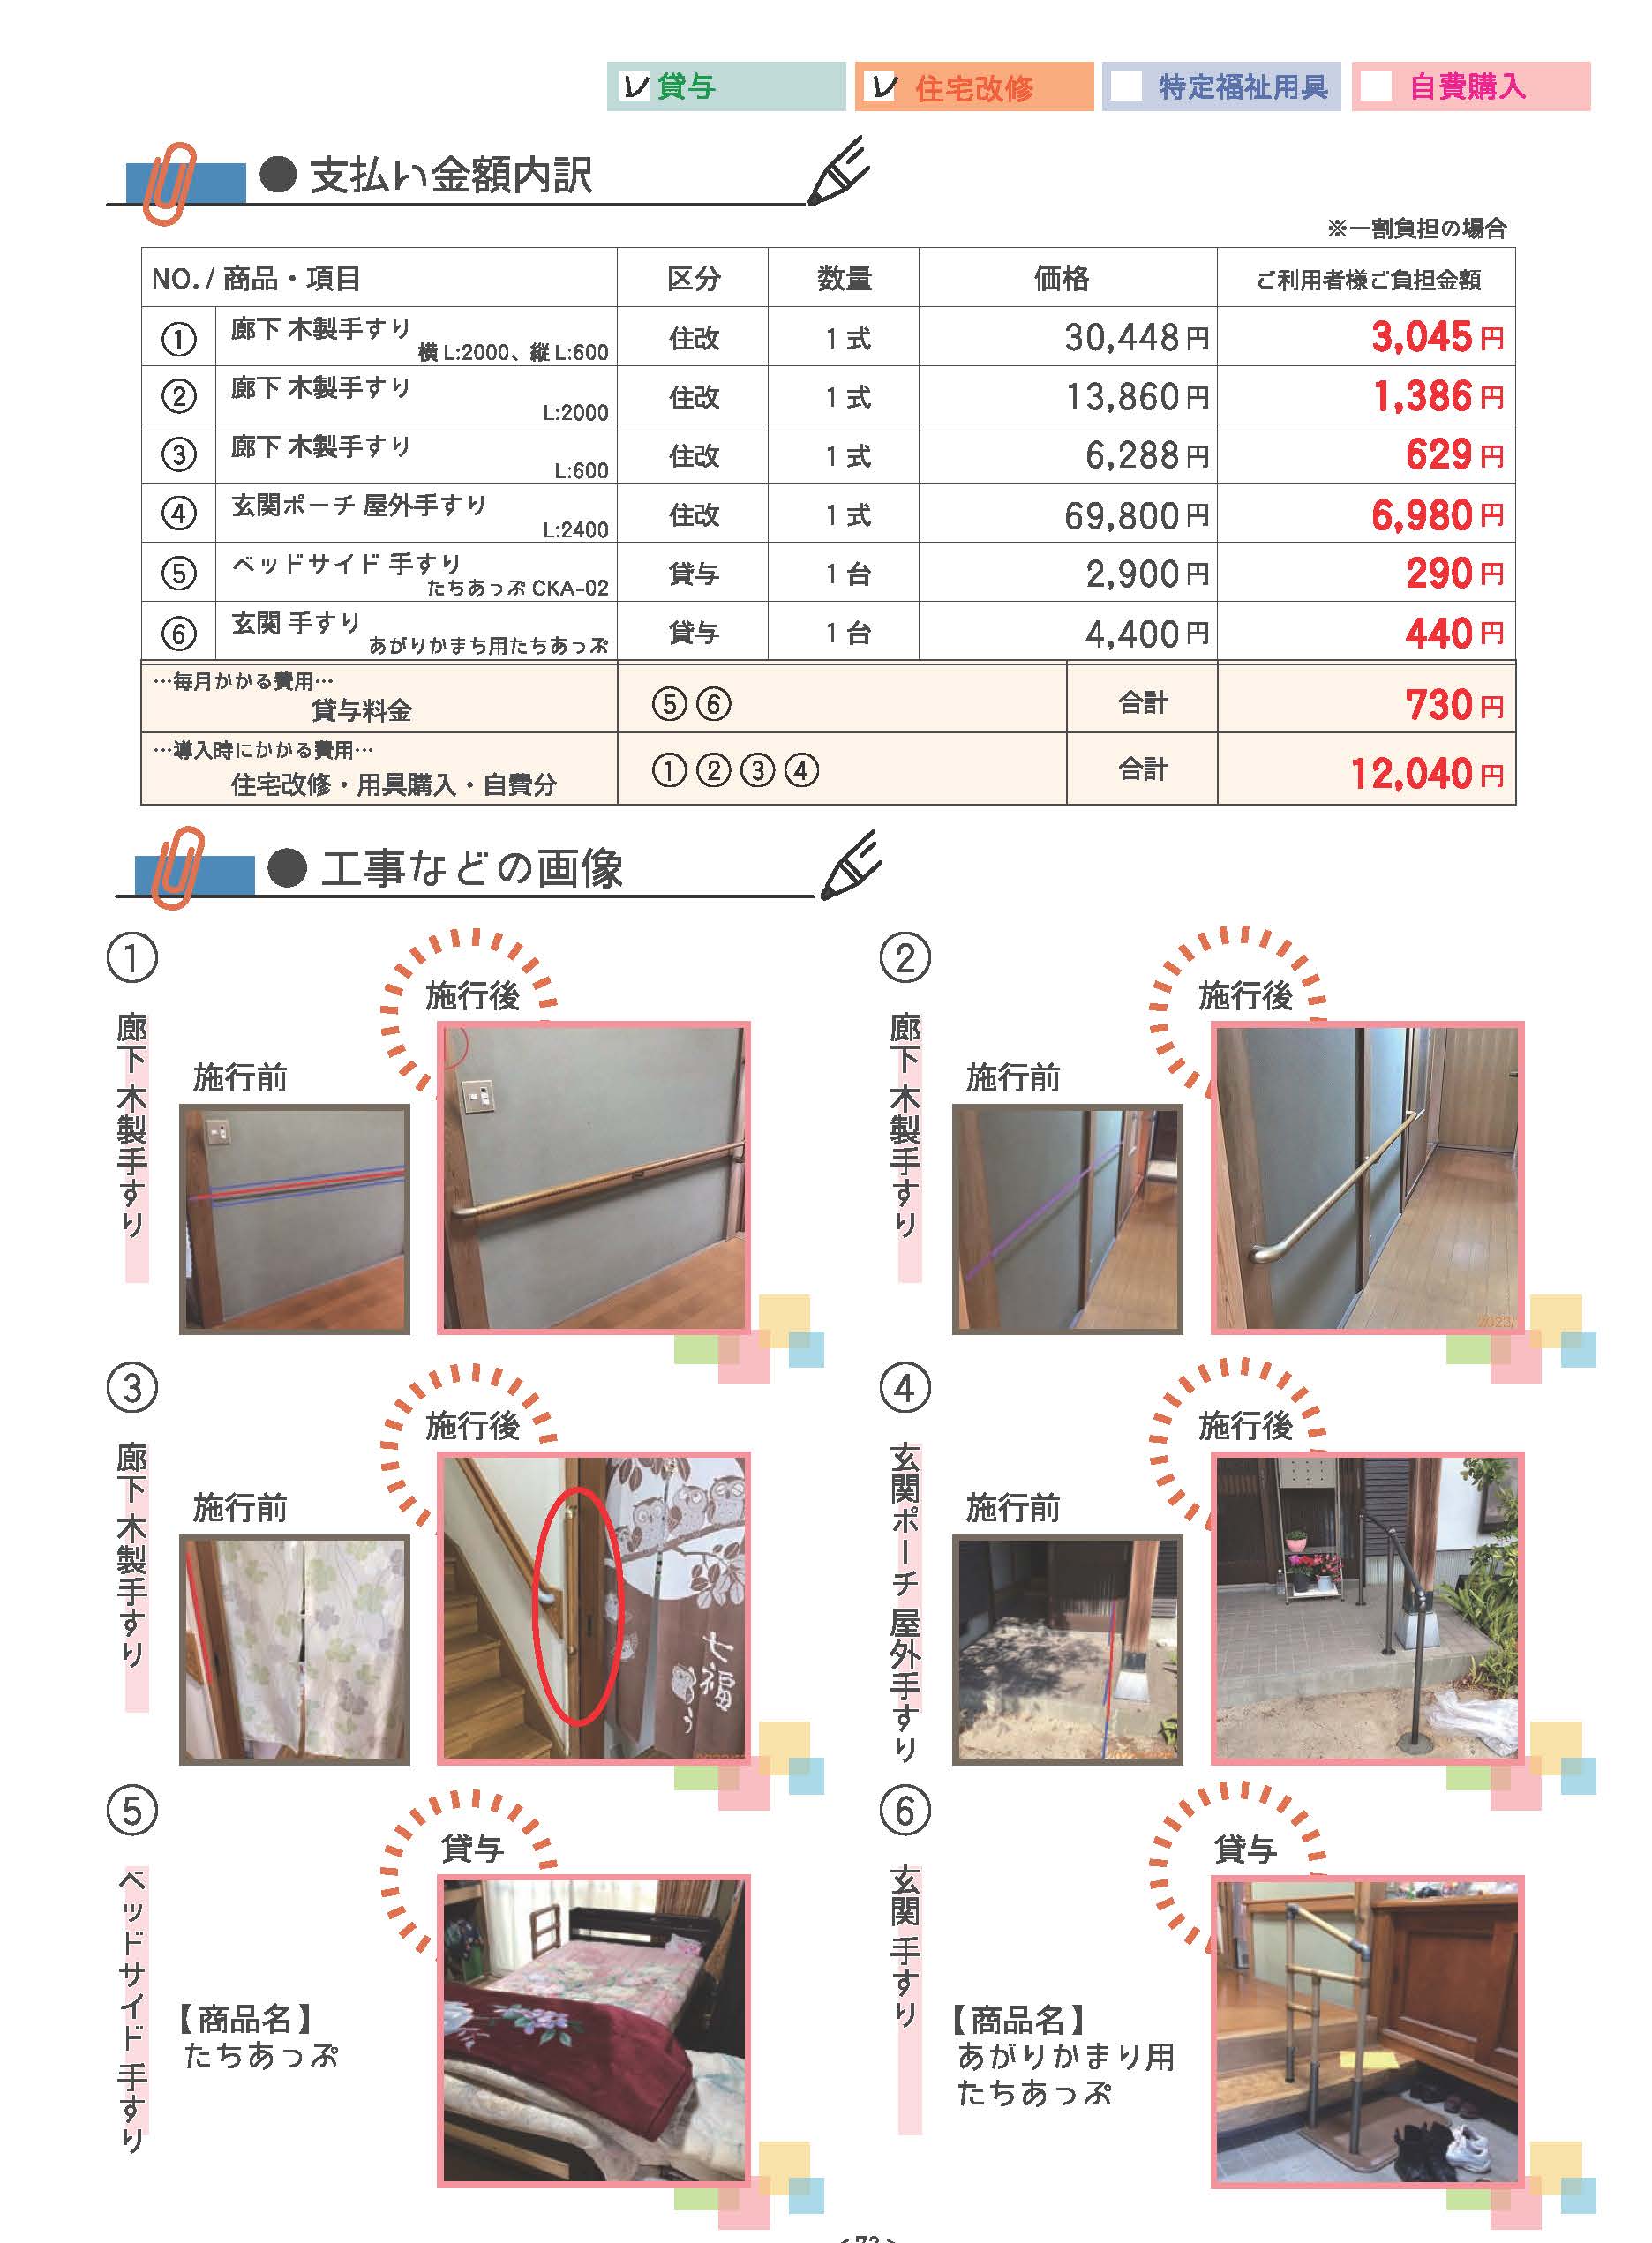 貸与 住宅改修 特定福祉用具 自費購入
● 支払い金額内訳
※一割負担の場合
NO. / 商品・項目 区分 数量 価格 ご利用者様ご負担金額
① 廊下 木製手すり 横 L:2000、縦 L:600 住改 1 式 30,448 円 3,045 円
② 廊下 木製手すり L:2000 住改 1 式 13,860 円 1,386 円
③ 廊下 木製手すり L:600 住改 1 式 6,288 円 629 円
④ 玄関ポーチ 屋外手すり L:2400 住改 1 式 69,800 円 6,980 円
⑤ ベッドサイド 手すり たちあっぷ CKA-02 貸与 1 台 2,900 円 290 円
⑥ 玄関 手すり あがりかまち用たちあっぷ 貸与 1 台 4,400 円 440 円
…毎月かかる費用…
貸与料金 ⑤⑥ 合計 730 円
…導入時にかかる費用…
住宅改修・用具購入・自費分 ①②③④ 合計 12,040 円
● 工事などの画像
①
廊下 木製手すり
施行前
施行後
②
廊下 木製手すり
施行前
施行後
③
廊下 木製手すり
施行前
施行後
七福
④
玄関ポーチ 屋外手すり
施行前
施行後
⑤
ベッドサイド 手すり
貸与
【商品名】
たちあっぷ
⑥
玄関 手すり
貸与
【商品名】
あがりかまり用
たちあっぷ